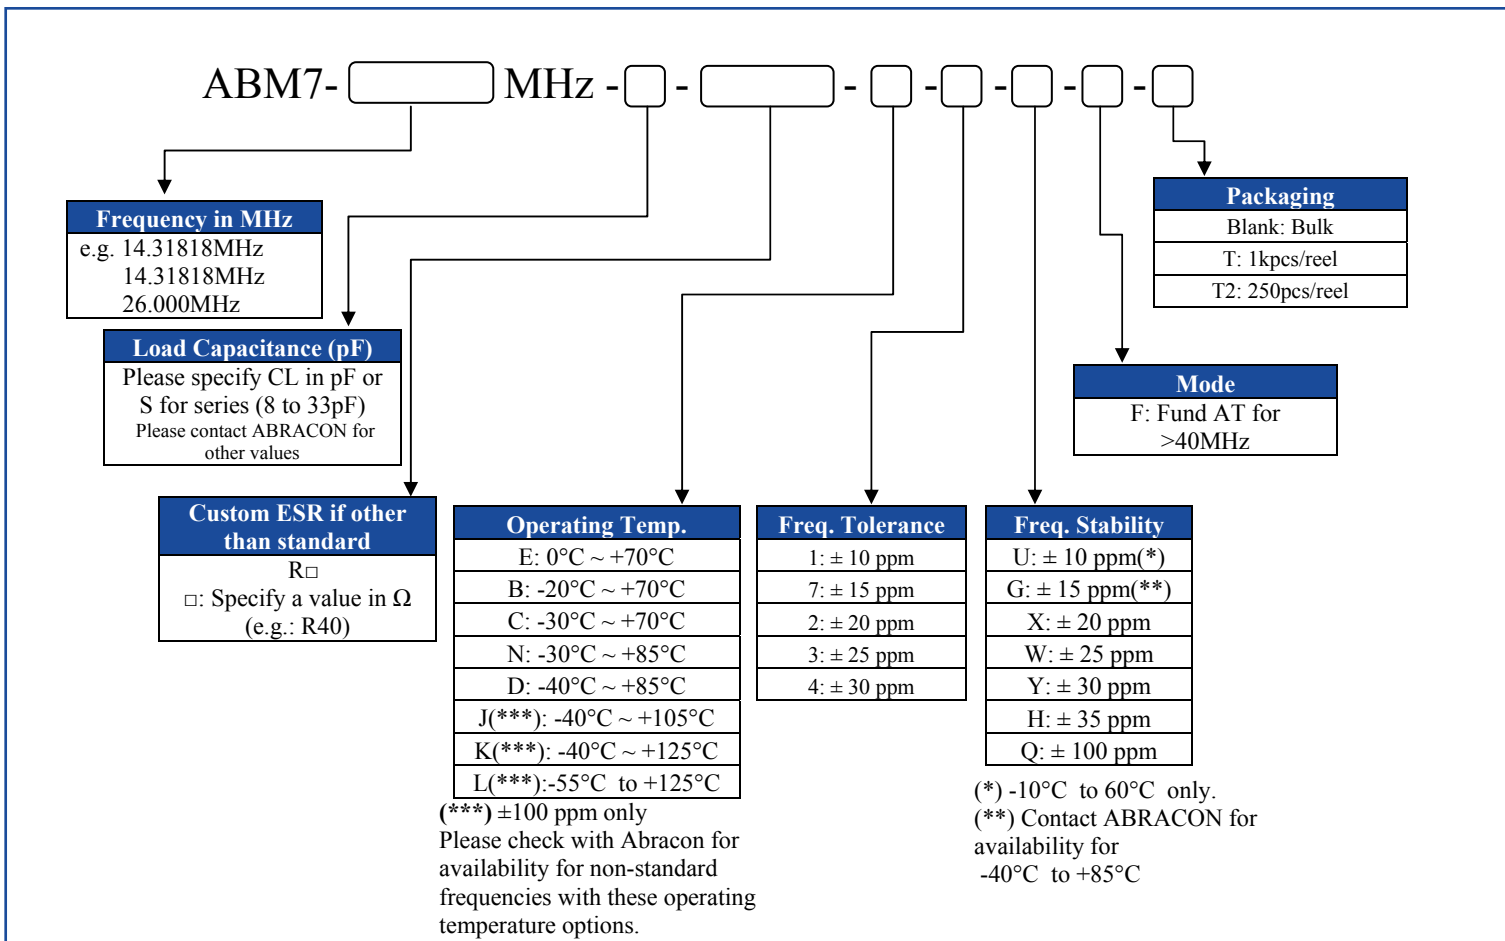 ABM7- MHz - - - - - - -
Frequency in MHz
e.g. 14.31818MHz
14.31818MHz
26.000MHz
Load Capacitance (pF)
Please specify CL in pF or
S for series (8 to 33pF)
Please contact ABRACON for
other values
Custom ESR if other
than standard
R□
□: Specify a value in Ω
(e.g.: R40)
Operating Temp.
E: 0°C ~ +70°C
B: -20°C ~ +70°C
C: -30°C ~ +70°C
N: -30°C ~ +85°C
D: -40°C ~ +85°C
J(***): -40°C ~ +105°C
K(***): -40°C ~ +125°C
L(***):-55°C to +125°C
(***) ±100 ppm only
Please check with Abracon for
availability for non-standard
frequencies with these operating
temperature options.
Freq. Tolerance
1: ± 10 ppm
7: ± 15 ppm
2: ± 20 ppm
3: ± 25 ppm
4: ± 30 ppm
Freq. Stability
U: ± 10 ppm(*)
G: ± 15 ppm(**)
X: ± 20 ppm
W: ± 25 ppm
Y: ± 30 ppm
H: ± 35 ppm
Q: ± 100 ppm
(*) -10°C to 60°C only.
(**) Contact ABRACON for
availability for
-40°C to +85°C
Mode
F: Fund AT for
>40MHz
Packaging
Blank: Bulk
T: 1kpcs/reel
T2: 250pcs/reel